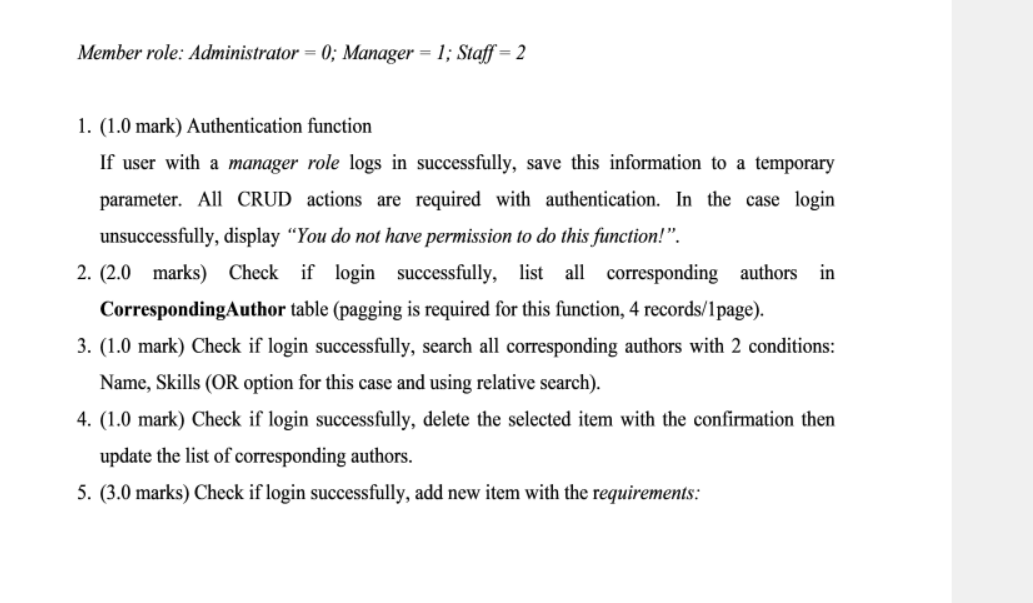 Member role: Administrator = 0; Manager = 1; Staff = 2
1. (1.0 mark) Authentication function
If user with a manager role logs in successfully, save this information to a temporary
parameter. All CRUD actions are required with authentication. In the case login
unsuccessfully, display “You do not have permission to do this function!”.
2. (2.0 marks) Check if login successfully, list all corresponding authors in
CorrespondingAuthor table (pagging is required for this function, 4 records/1page).
3. (1.0 mark) Check if login successfully, search all corresponding authors with 2 conditions:
Name, Skills (OR option for this case and using relative search).
4. (1.0 mark) Check if login successfully, delete the selected item with the confirmation then
update the list of corresponding authors.
5. (3.0 marks) Check if login successfully, add new item with the requirements: